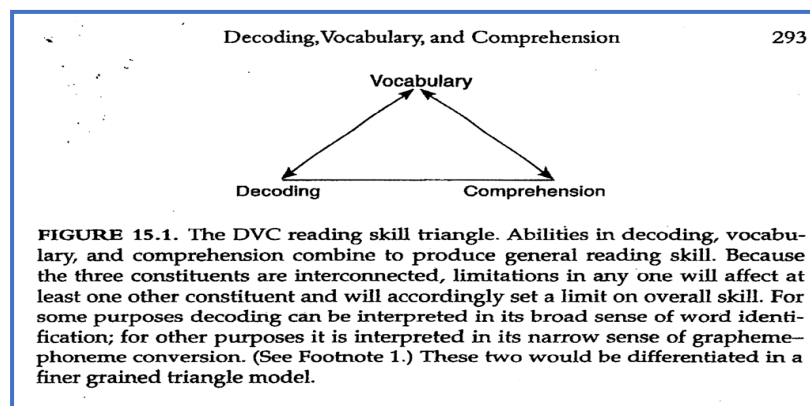 Decoding, Vocabulary, and Comprehension 293
Vocabulary
Decoding Comprehension
FIGURE 15.1. The DVC reading skill triangle. Abilities in decoding, vocabu-
lary, and comprehension combine to produce general reading skill. Because
the three constituents are interconnected, limitations in any one will affect at
least one other constituent and will accordingly set a limit on overall skill. For
some purposes decoding can be interpreted in its broad sense of word identi-
fication; for other purposes it is interpreted in its narrow sense of grapheme–
phoneme conversion. (See Footnote 1.) These two would be differentiated in a
finer grained triangle model.